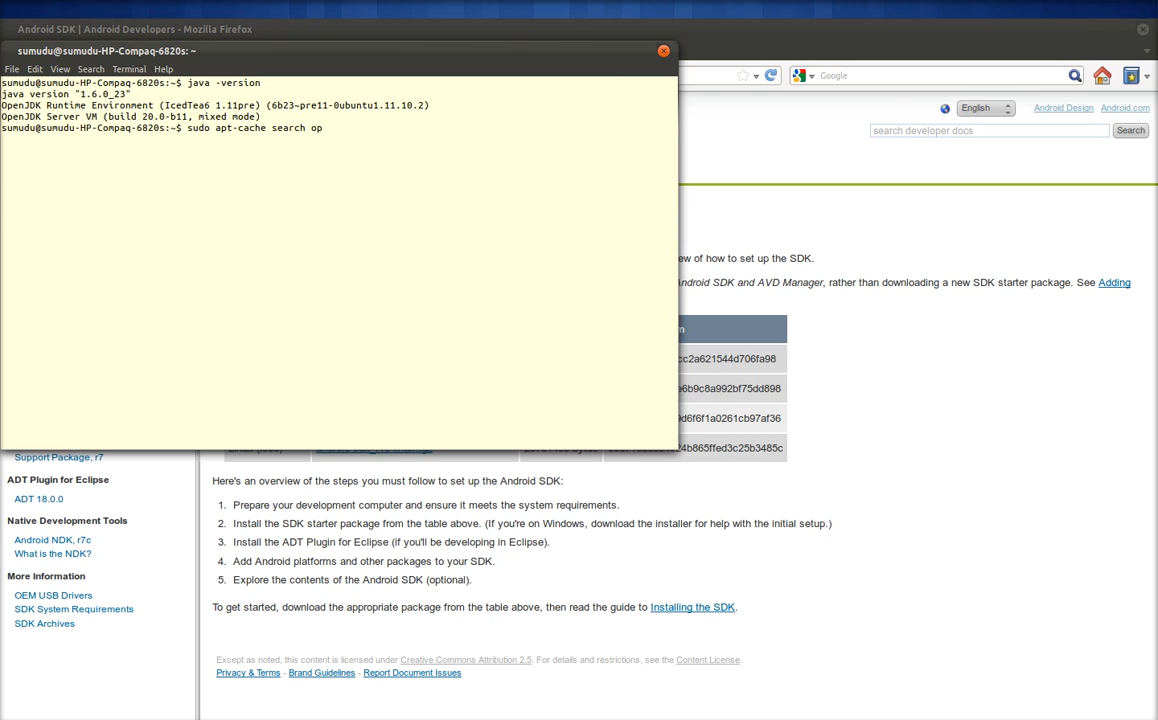 Android SDK | Android Developers - Mozilla Firefox
sumudu@sumudu-HP-Compaq-6820s: ~
File Edit View Search Terminal Help
sumudu@sumudu-HP-Compaq-6820s:~$ java -version
java version "1.6.0_23"
OpenJDK Runtime Environment (IcedTea6 1.11pre) (6b23~pre11-0ubuntu1.11.10.2)
OpenJDK Server VM (build 20.0-b11, mixed mode)
sumudu@sumudu-HP-Compaq-6820s:~$ sudo apt-cache search op
Google
English
Android Design
Android.com
search developer docs
Search
ew of how to set up the SDK.
Android SDK and AVD Manager, rather than downloading a new SDK starter package. See Adding
m
cc2a621544d706fa98
e6b9c8a992bf75dd898
9d6f6f1a0261cb97af36
24b865ffed3c25b3485c
Support Package, r7
ADT Plugin for Eclipse
ADT 18.0.0
Native Development Tools
Android NDK, r7c
What is the NDK?
More Information
OEM USB Drivers
SDK System Requirements
SDK Archives
Here's an overview of the steps you must follow to set up the Android SDK:
1. Prepare your development computer and ensure it meets the system requirements.
2. Install the SDK starter package from the table above. (If you're on Windows, download the installer for help with the initial setup.)
3. Install the ADT Plugin for Eclipse (if you'll be developing in Eclipse).
4. Add Android platforms and other packages to your SDK.
5. Explore the contents of the Android SDK (optional).
To get started, download the appropriate package from the table above, then read the guide to Installing the SDK.
Except as noted, this content is licensed under Creative Commons Attribution 2.5. For details and restrictions, see the Content License.
Privacy & Terms - Brand Guidelines - Report Document Issues